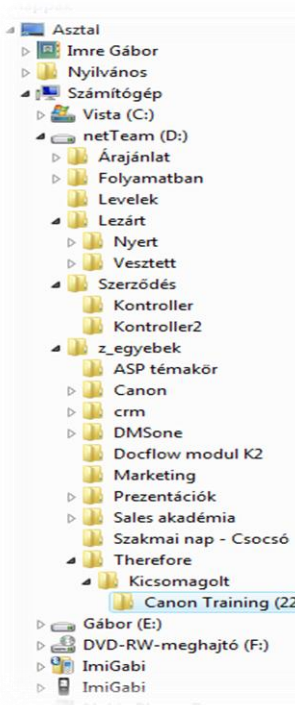 Asztal
Imre Gábor
Nyilvános
Számítógép
Vista (C:)
netTeam (D:)
Árajánlat
Folyamatban
Levelek
Lezárt
Nyert
Vesztett
Szerződés
Kontroller
Kontroller2
z_egyebek
ASP témakör
Canon
crm
DMSone
Docflow modul K2
Marketing
Prezentációk
Sales akadémia
Szakmai nap - Csocsó
Therefore
Kicsomagolt
Canon Training (22
Gábor (E:)
DVD-RW-meghajtó (F:)
ImiGabi
ImiGabi